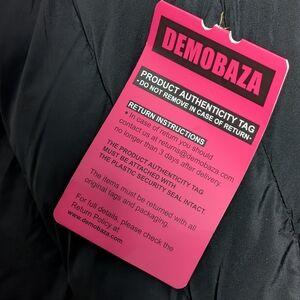 DEMOBAZA
PRODUCT AUTHENTICITY TAG
- DO NOT REMOVE IN CASE OF RETURN-
RETURN INSTRUCTIONS
• In case of return you should
contact us at returns@demobaza.com
no longer than 3 days after delivery.
THE PRODUCT AUTHENTICITY TAG
MUST BE ATTACHED WITH
THE PLASTIC SECURITY SEAL INTACT.
The items must be returned with all
original tags and packaging.
For full details, please check the
Return Policy at
www.demobaza.com